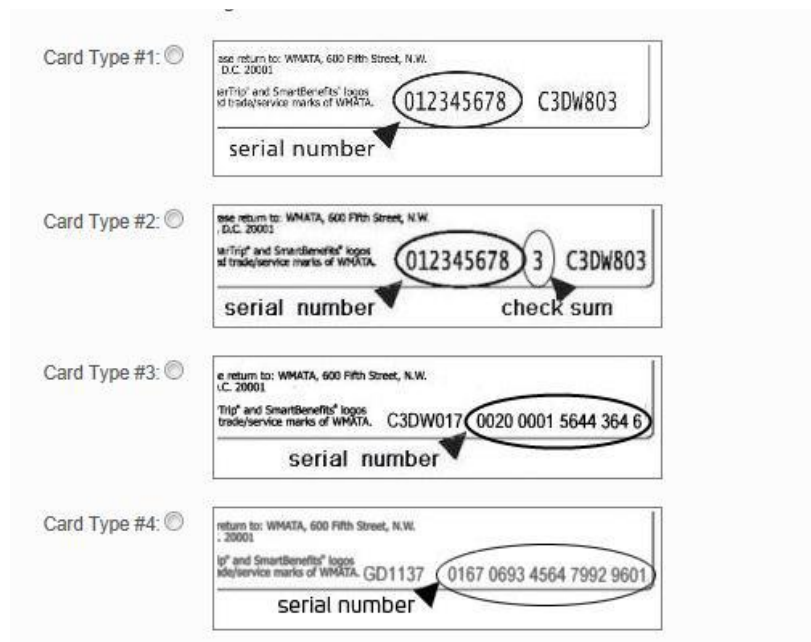 Card Type #1:
ase return to: WMATA, 600 Fifth Street, N.W.
D.C. 20001
arTrip® and SmartBenefits® logos
d trade/service marks of WMATA.
012345678 C3DW803
serial number
Card Type #2:
ase return to: WMATA, 600 Fifth Street, N.W.
, D.C. 20001
arTrip® and SmartBenefits® logos
d trade/service marks of WMATA.
012345678 3 C3DW803
serial number check sum
Card Type #3:
e return to: WMATA, 600 Fifth Street, N.W.
.C. 20001
Trip® and SmartBenefits® logos
trade/service marks of WMATA.
C3DW017 0020 0001 5644 364 6
serial number
Card Type #4:
return to: WMATA, 600 Fifth Street, N.W.
. 20001
ip® and SmartBenefits® logos
ade/service marks of WMATA.
GD1137 0167 0693 4564 7992 9601
serial number